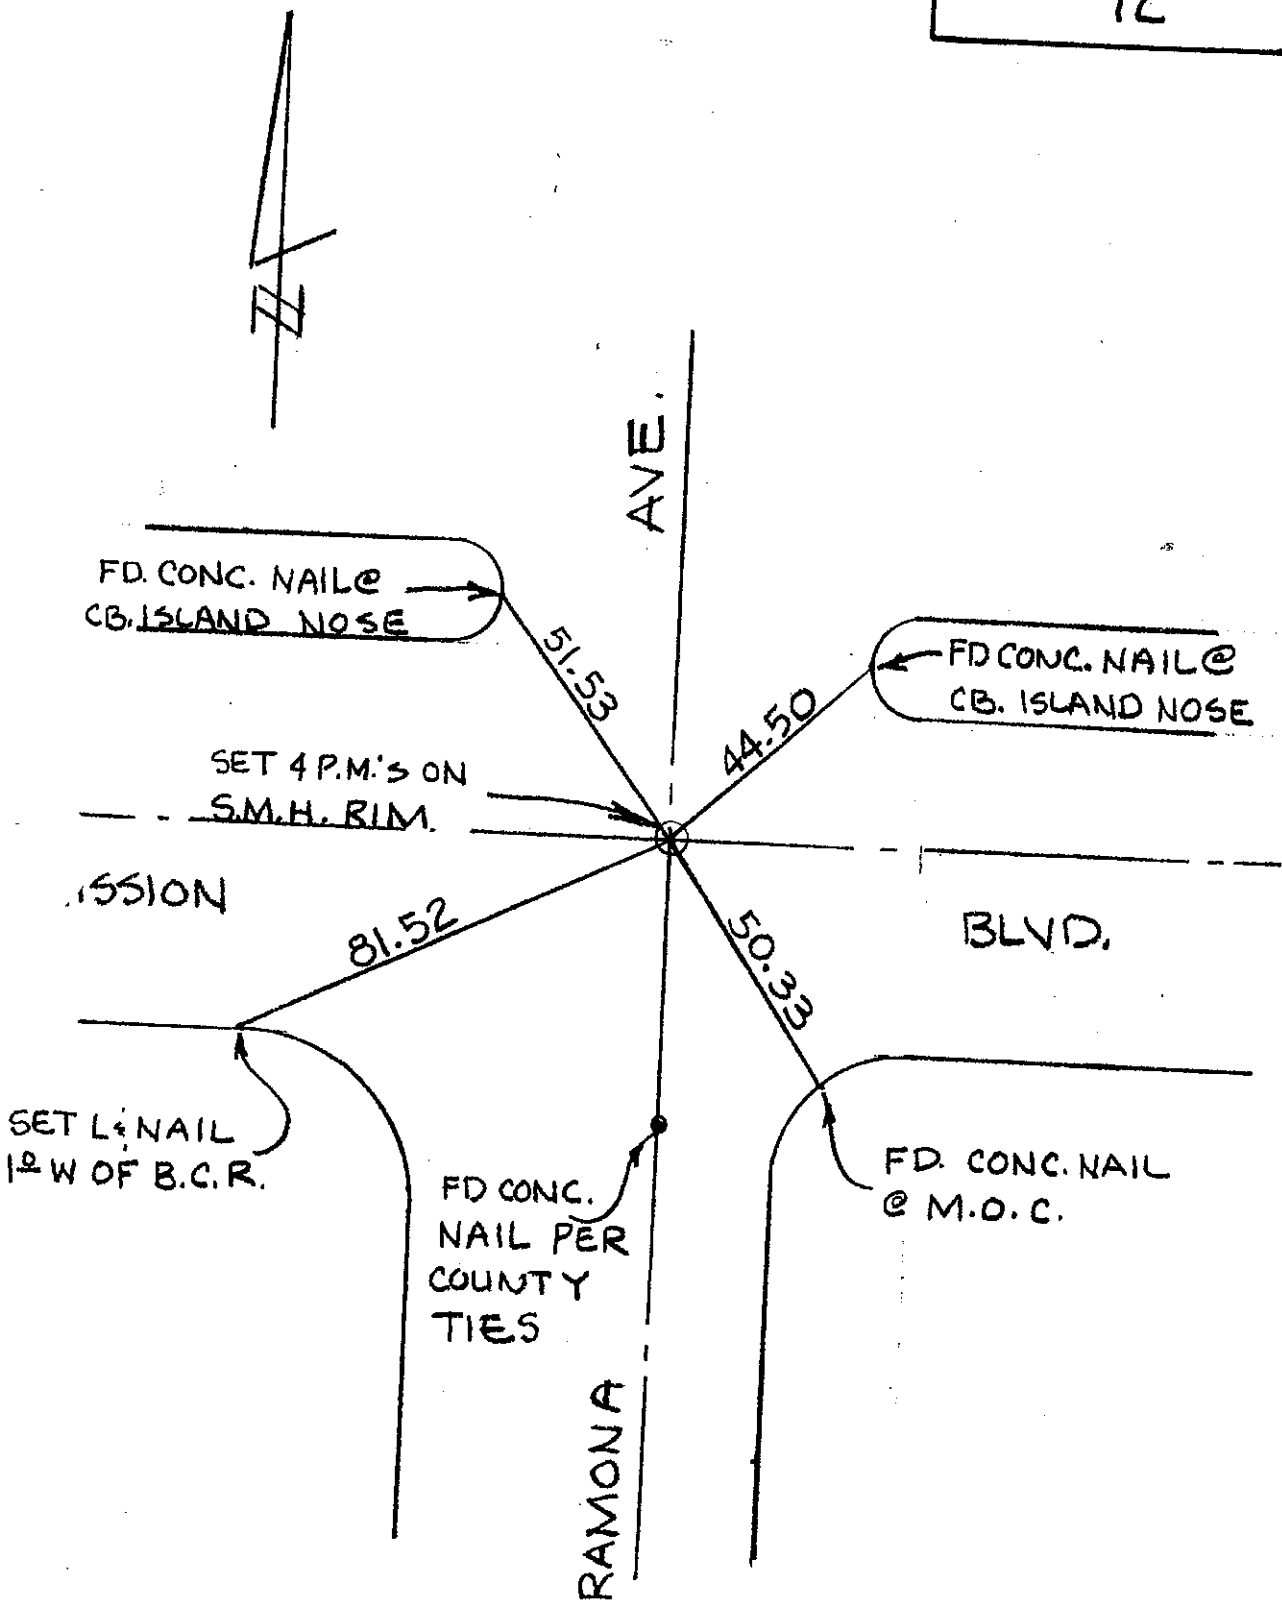 12
N
AVE.
FD. CONC. NAIL @
CB. ISLAND NOSE
51.53
FD CONC. NAIL @
CB. ISLAND NOSE
44.50
SET 4 P.M.'S ON
S.M.H. RIM.
ISSION
BLVD.
81.52
50.33
SET L & NAIL
1.0 W OF B.C.R.
FD CONC.
NAIL PER
COUNTY
TIES
FD. CONC. NAIL
@ M.O.C.
RAMONA